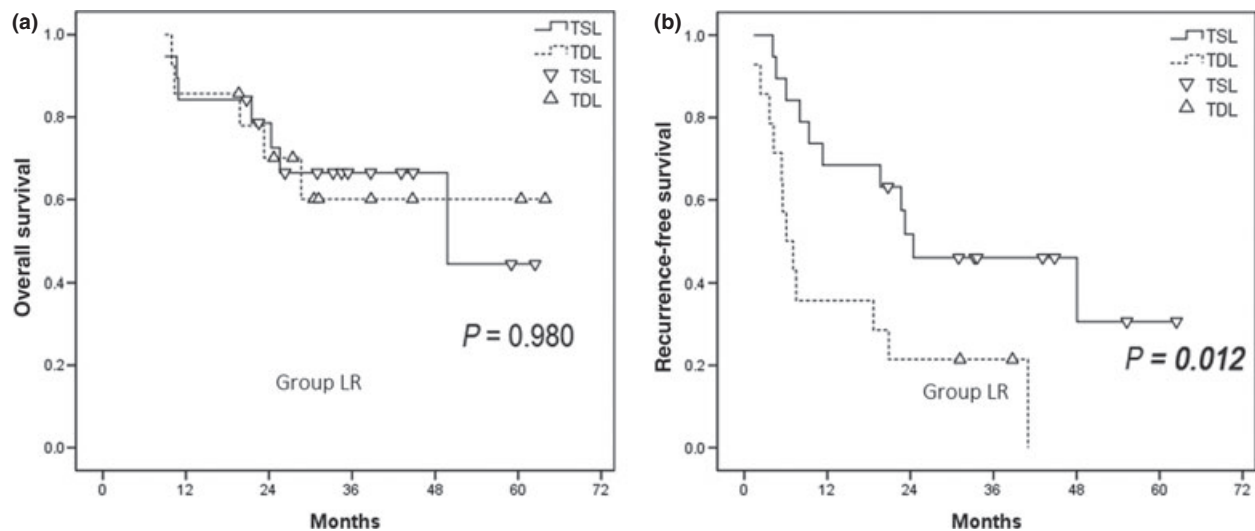 (a)
Overall survival
1.0
0.8
0.6
0.4
0.2
0.0
TSL
TDL
TSL
TDL
P = 0.980
Group LR
0 12 24 36 48 60 72
Months
(b)
Recurrence-free survival
1.0
0.8
0.6
0.4
0.2
0.0
TSL
TDL
TSL
TDL
P = 0.012
Group LR
0 12 24 36 48 60 72
Months